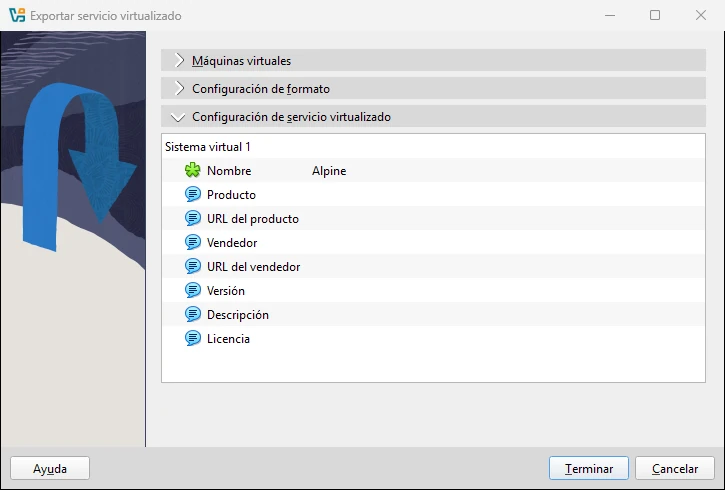 Exportar servicio virtualizado
Máquinas virtuales
Configuración de formato
Configuración de servicio virtualizado
Sistema virtual 1
Nombre Alpine
Producto
URL del producto
Vendedor
URL del vendedor
Versión
Descripción
Licencia
Ayuda Terminar Cancelar